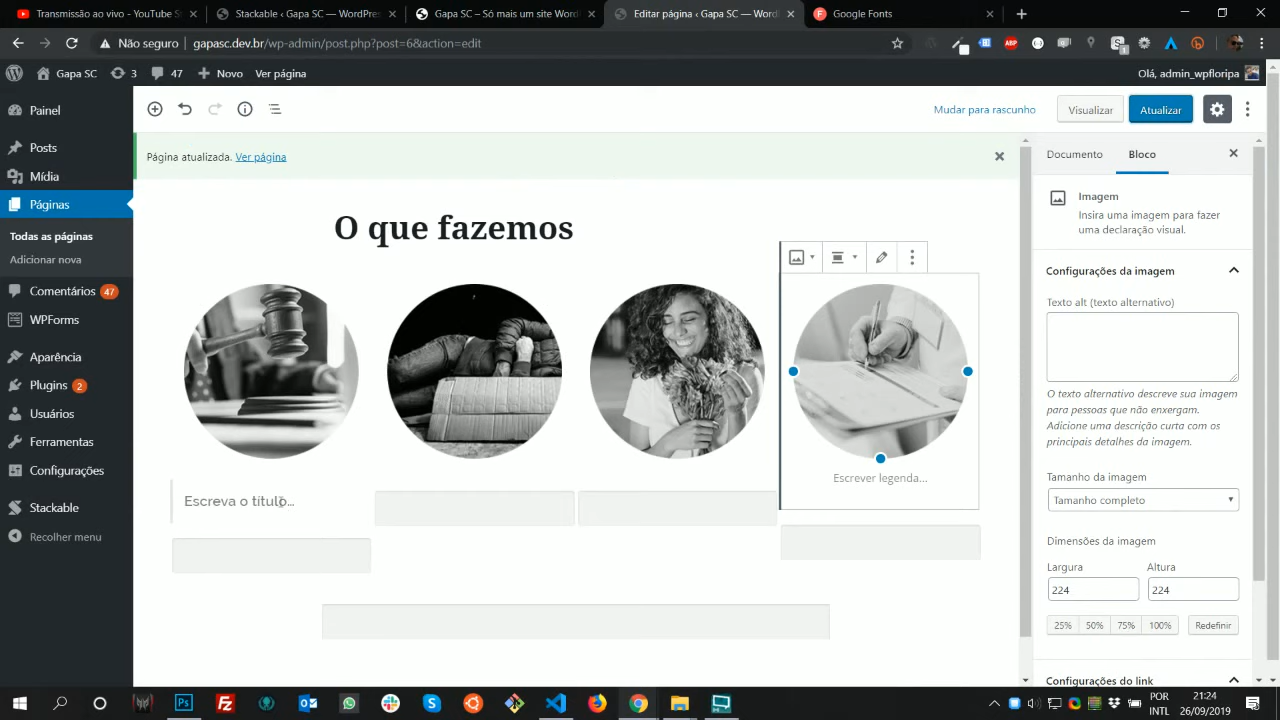 Transmissão ao vivo - YouTube S
Stackable ‹ Gapa SC — WordPres
Gapa SC – Só mais um site Word
Editar página ‹ Gapa SC — Word
Google Fonts
Não seguro
gapasc.dev.br/wp-admin/post.php?post=6&action=edit
Gapa SC
3
47
Novo
Ver página
Olá, admin_wpfloripa
Painel
Posts
Mídia
Páginas
Todas as páginas
Adicionar nova
Comentários 47
WPForms
Aparência
Plugins 2
Usuários
Ferramentas
Configurações
Stackable
Recolher menu
Mudar para rascunho
Visualizar
Atualizar
Página atualizada. Ver página
O que fazemos
Escrever legenda...
Escreva o título...
Documento
Bloco
Imagem
Insira uma imagem para fazer
uma declaração visual.
Configurações da imagem
Texto alt (texto alternativo)
O texto alternativo descreve sua imagem
para pessoas que não enxergam.
Adicione uma descrição curta com os
principais detalhes da imagem.
Tamanho da imagem
Tamanho completo
Dimensões da imagem
Largura
Altura
224
224
25%
50%
75%
100%
Redefinir
Configurações do link
POR
INTL
21:24
26/09/2019